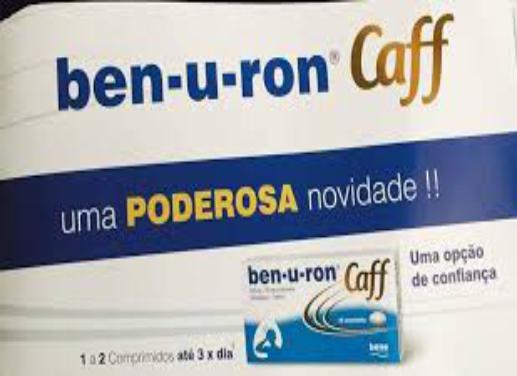 ben-u-ron® Caff
uma PODEROSA novidade !!
Uma opção
de confiança
ben-u-ron Caff
bene
1 a 2 Comprimidos até 3 x dia